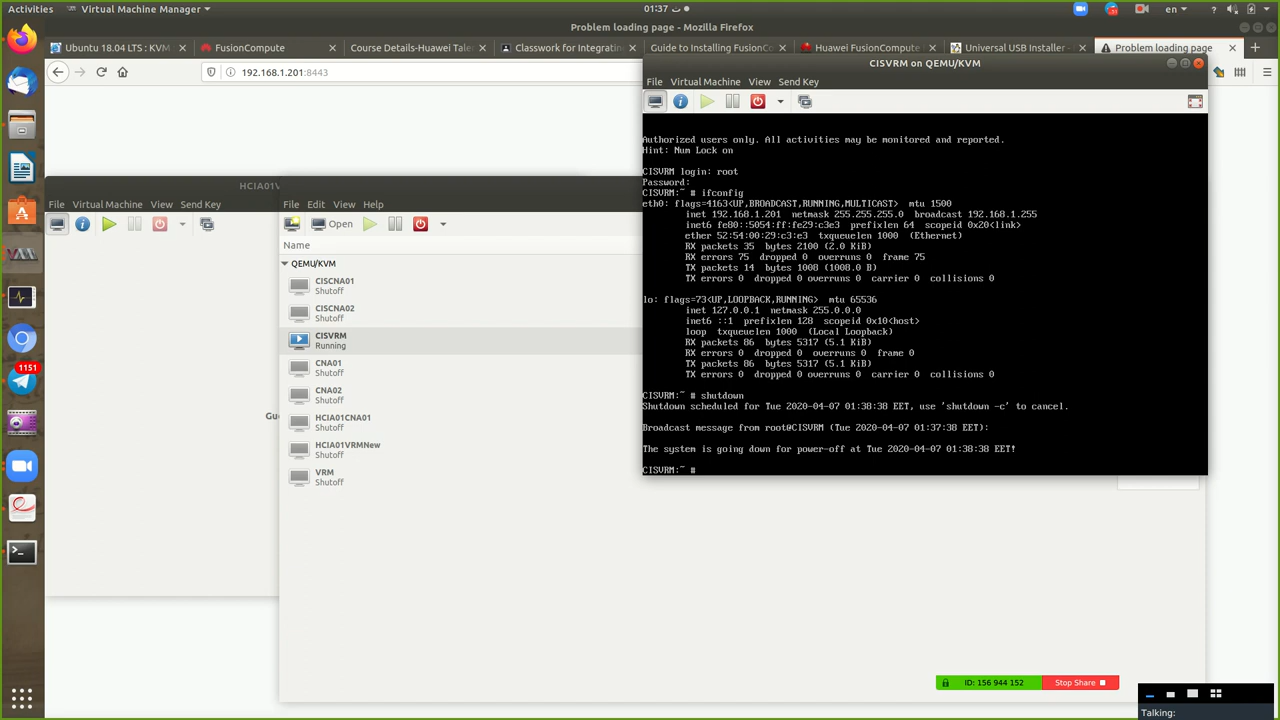 Activities
Virtual Machine Manager
01:37 ت
en
Problem loading page - Mozilla Firefox
Ubuntu 18.04 LTS : KVM
FusionCompute
Course Details-Huawei Tale
Classwork for Integratin
Guide to Installing FusionCo
Huawei FusionCompute
Universal USB Installer –
Problem loading page
192.168.1.201:8443
CISVRM on QEMU/KVM
File Virtual Machine View Send Key
Authorized users only. All activities may be monitored and reported.
Hint: Num Lock on
CISVRM login: root
Password:
CISVRM:~ # ifconfig
eth0: flags=4163<UP,BROADCAST,RUNNING,MULTICAST> mtu 1500
inet 192.168.1.201 netmask 255.255.255.0 broadcast 192.168.1.255
inet6 fe80::5054:ff:fe29:c3e3 prefixlen 64 scopeid 0x20<link>
ether 52:54:00:29:c3:e3 txqueuelen 1000 (Ethernet)
RX packets 35 bytes 2100 (2.0 KiB)
RX errors 75 dropped 0 overruns 0 frame 75
TX packets 14 bytes 1008 (1008.0 B)
TX errors 0 dropped 0 overruns 0 carrier 0 collisions 0
lo: flags=73<UP,LOOPBACK,RUNNING> mtu 65536
inet 127.0.0.1 netmask 255.0.0.0
inet6 ::1 prefixlen 128 scopeid 0x10<host>
loop txqueuelen 1000 (Local Loopback)
RX packets 86 bytes 5317 (5.1 KiB)
RX errors 0 dropped 0 overruns 0 frame 0
TX packets 86 bytes 5317 (5.1 KiB)
TX errors 0 dropped 0 overruns 0 carrier 0 collisions 0
CISVRM:~ # shutdown
Shutdown scheduled for Tue 2020-04-07 01:38:38 EET, use 'shutdown -c' to cancel.
Broadcast message from root@CISVRM (Tue 2020-04-07 01:37:38 EET):
The system is going down for power-off at Tue 2020-04-07 01:38:38 EET!
CISVRM:~ #
HCIA01V
File Virtual Machine View Send Key
Gu
File Edit View Help
Open
Name
QEMU/KVM
CISCNA01
Shutoff
CISCNA02
Shutoff
CISVRM
Running
CNA01
Shutoff
CNA02
Shutoff
HCIA01CNA01
Shutoff
HCIA01VRMNew
Shutoff
VRM
Shutoff
1151
ID: 156 944 152
Stop Share
Talking: